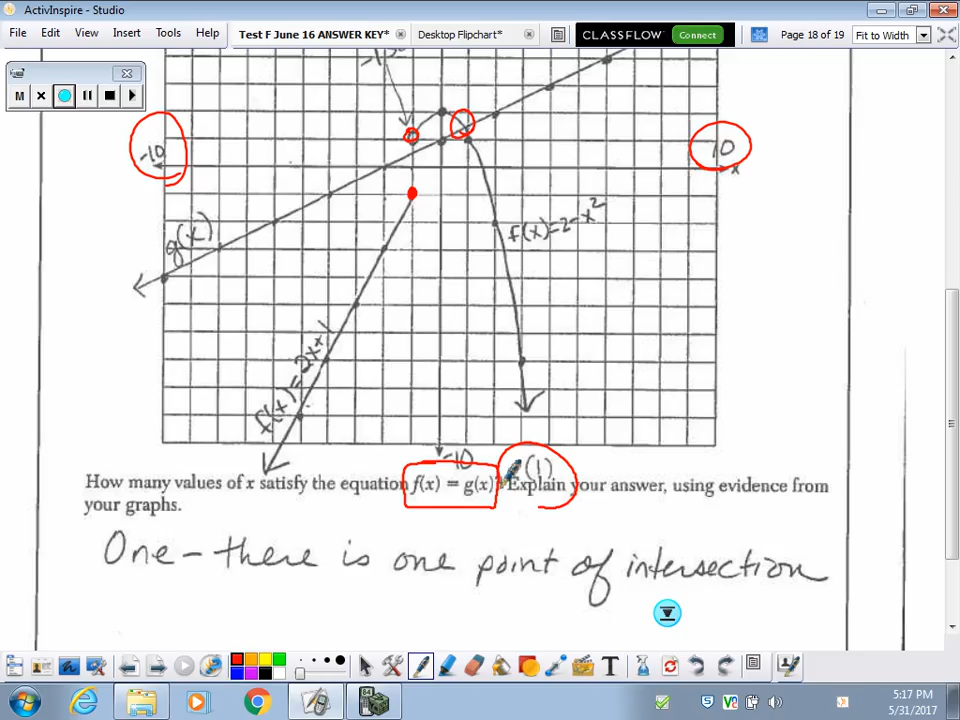 ActivInspire - Studio
File Edit View Insert Tools Help Test F June 16 ANSWER KEY* Desktop Flipchart* CLASSFLOW Connect Page 18 of 19 Fit to Width
M
-10
10
x
g(x)
f(x)=2-x²
f(x)=2x+1
-10
(1)
How many values of x satisfy the equation f(x) = g(x)? Explain your answer, using evidence from
your graphs.
One - there is one point of intersection
T
5:17 PM
5/31/2017